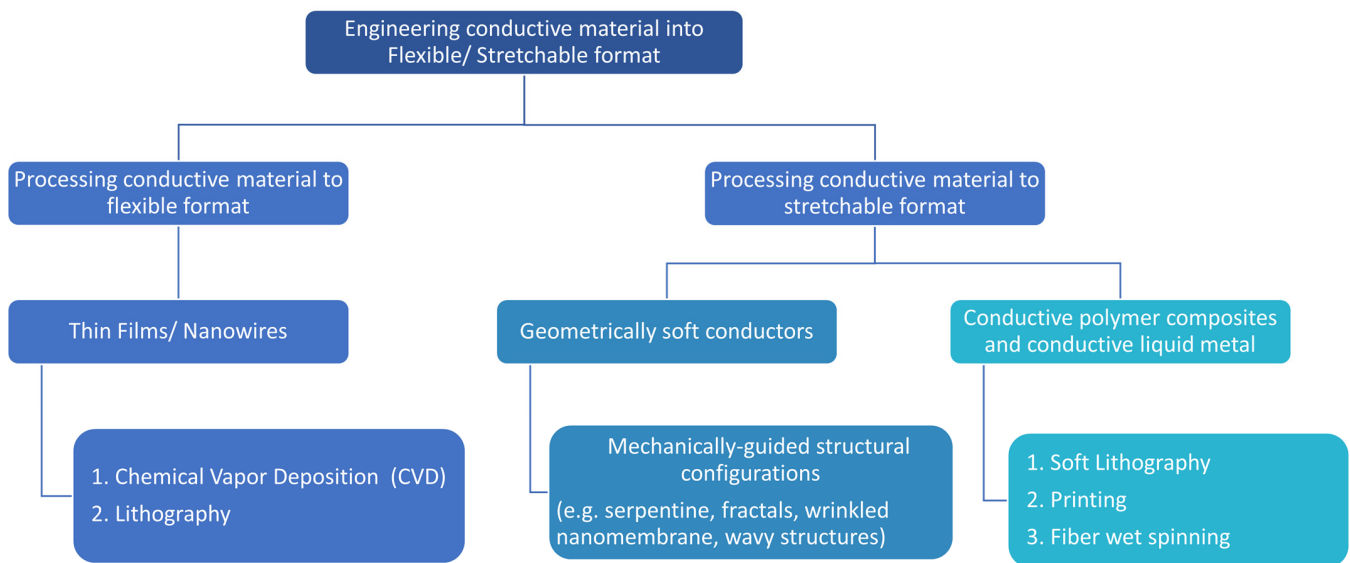 Engineering conductive material into
Flexible/ Stretchable format
Processing conductive material to
flexible format
Processing conductive material to
stretchable format
Thin Films/ Nanowires
Geometrically soft conductors
Conductive polymer composites
and conductive liquid metal
1. Chemical Vapor Deposition  (CVD)
2. Lithography
Mechanically-guided structural
configurations
(e.g. serpentine, fractals, wrinkled
nanomembrane, wavy structures)
1. Soft Lithography
2. Printing
3. Fiber wet spinning